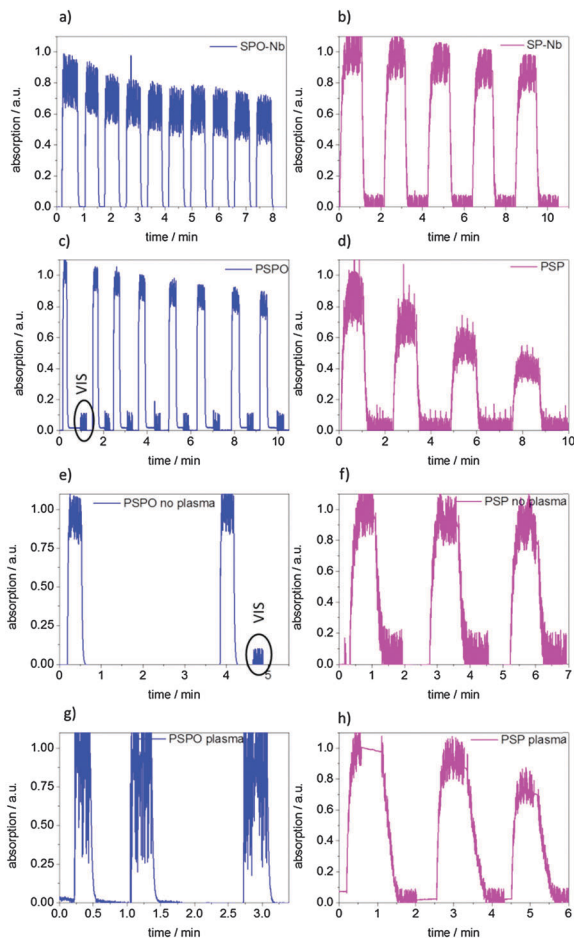 a)
b)
SPO-Nb
SP-Nb
absorption / a.u.
1.0
0.8
0.6
0.4
0.2
0.0
0 1 2 3 4 5 6 7 8
time / min
absorption / a.u.
1.0
0.8
0.6
0.4
0.2
0.0
0 2 4 6 8 10
time / min
c)
d)
PSPO
PSP
absorption / a.u.
1.0
0.8
0.6
0.4
0.2
0.0
VIS
0 2 4 6 8 10
time / min
absorption / a.u.
1.0
0.8
0.6
0.4
0.2
0.0
0 2 4 6 8 10
time / min
e)
f)
PSPO no plasma
PSP no plasma
absorption / a.u.
1.00
0.75
0.50
0.25
0.00
VIS
0 1 2 3 4 5
time / min
absorption / a.u.
1.0
0.8
0.6
0.4
0.2
0.0
0 1 2 3 4 5 6 7
time / min
g)
h)
PSPO plasma
PSP plasma
absorption / a.u.
1.00
0.75
0.50
0.25
0.00
0.0 0.5 1.0 1.5 2.0 2.5 3.0
time / min
absorption / a.u.
1.0
0.8
0.6
0.4
0.2
0.0
0 1 2 3 4 5 6
time / min